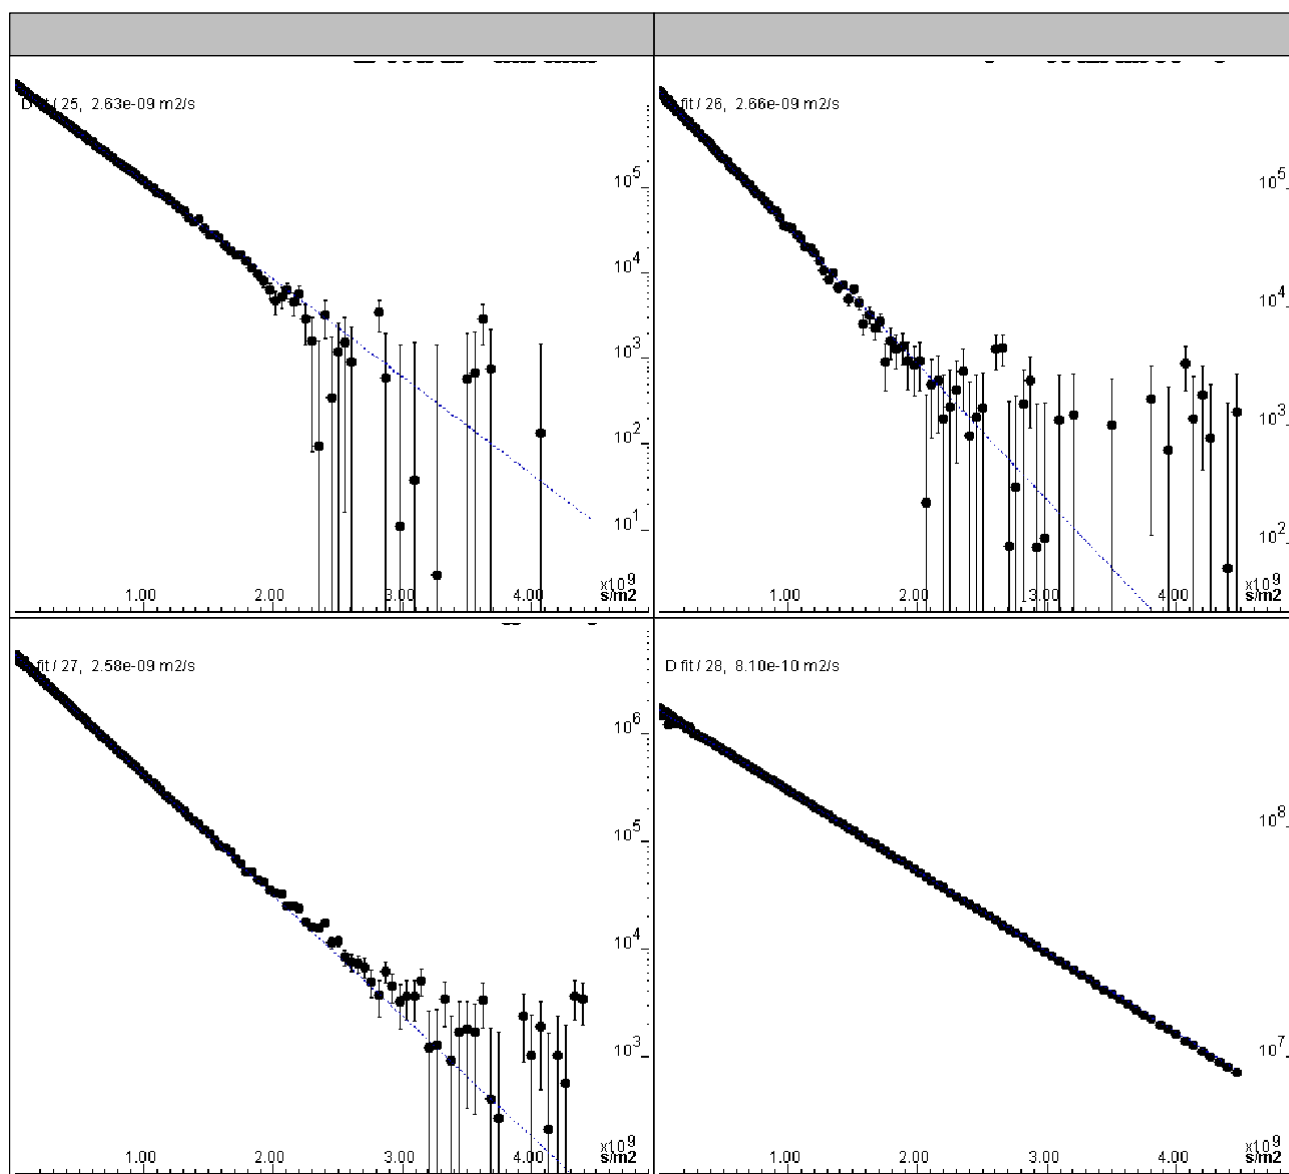 fit / 25, 2.63e-09 m2/s
10^5
10^4
10^3
10^2
10^1
1.00 2.00 3.00 4.00 x10^9
s/m2
fit / 26, 2.66e-09 m2/s
10^5
10^4
10^3
10^2
1.00 2.00 3.00 4.00 x10^9
s/m2
fit / 27, 2.58e-09 m2/s
10^6
10^5
10^4
10^3
1.00 2.00 3.00 4.00 x10^9
s/m2
D fit / 28, 8.10e-10 m2/s
10^8
10^7
1.00 2.00 3.00 4.00 x10^9
s/m2